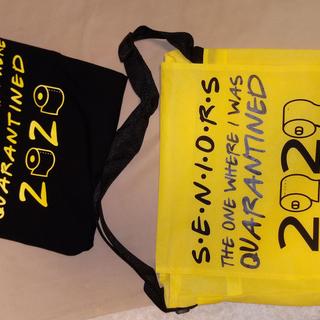 QUARANTINED
2020
S·E·N·I·O·R·S
THE ONE WHERE I WAS
QUARANTINED
2020